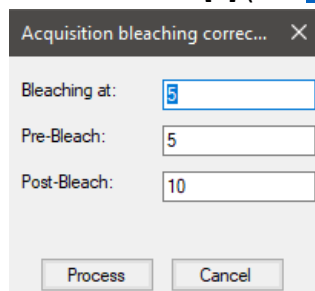 Acquisition bleaching correc...
Bleaching at: 5
Pre-Bleach: 5
Post-Bleach: 10
Process Cancel